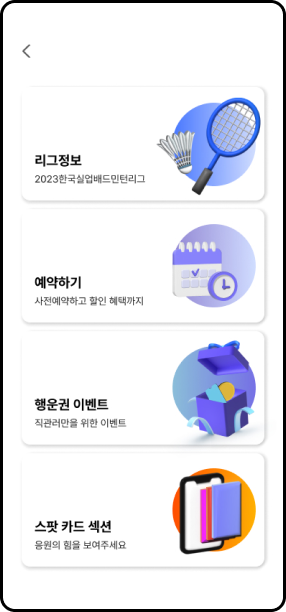 리그정보
2023한국실업배드민턴리그
예약하기
사전예약하고 할인 혜택까지
행운권 이벤트
직관러만을 위한 이벤트
스팟 카드 섹션
응원의 힘을 보여주세요